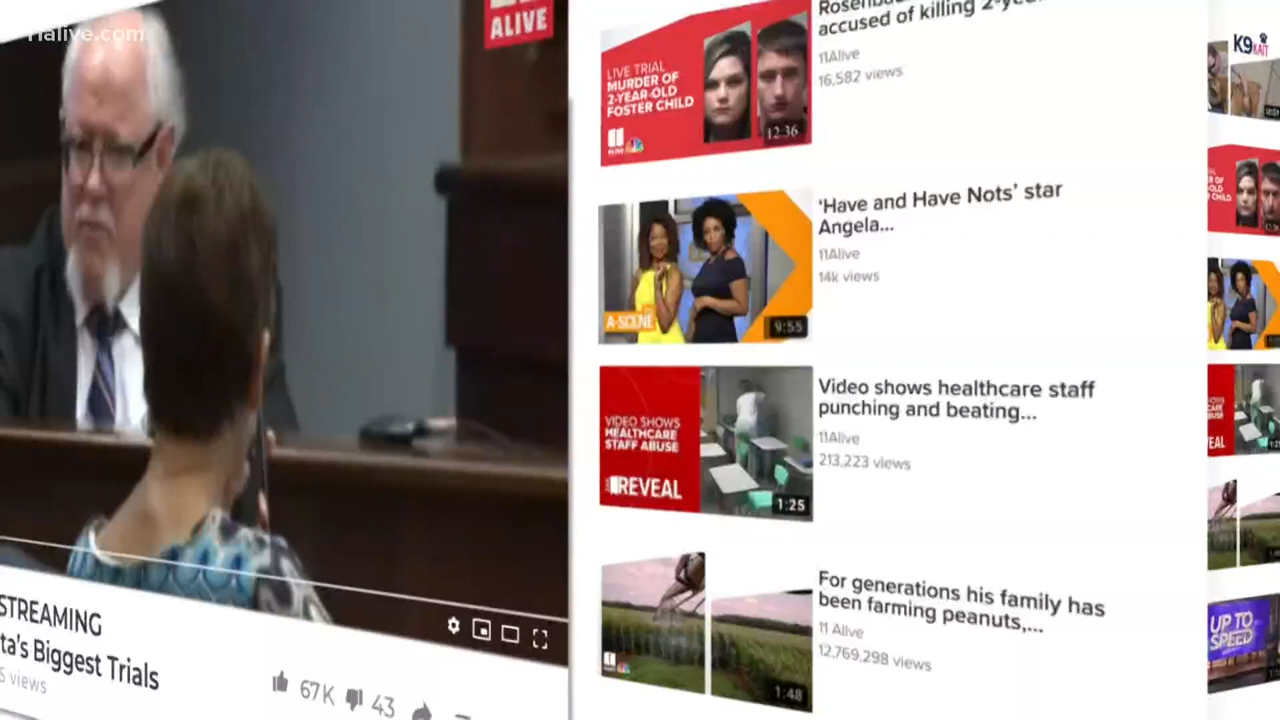 11alive.com
ALIVE
STREAMING
ta's Biggest Trials
views
67K
43
LIVE TRIAL
MURDER OF
2-YEAR-OLD
FOSTER CHILD
12:36
accused of killing 2-ye
11Alive
16,582 views
A-SCENE
9:55
'Have and Have Nots' star
Angela...
11Alive
14k views
VIDEO SHOWS
HEALTHCARE
STAFF ABUSE
REVEAL
1:25
Video shows healthcare staff
punching and beating...
11Alive
213,223 views
1:48
For generations his family has
been farming peanuts,...
11 Alive
12,769,298 views
K9
UP TO
SPEED